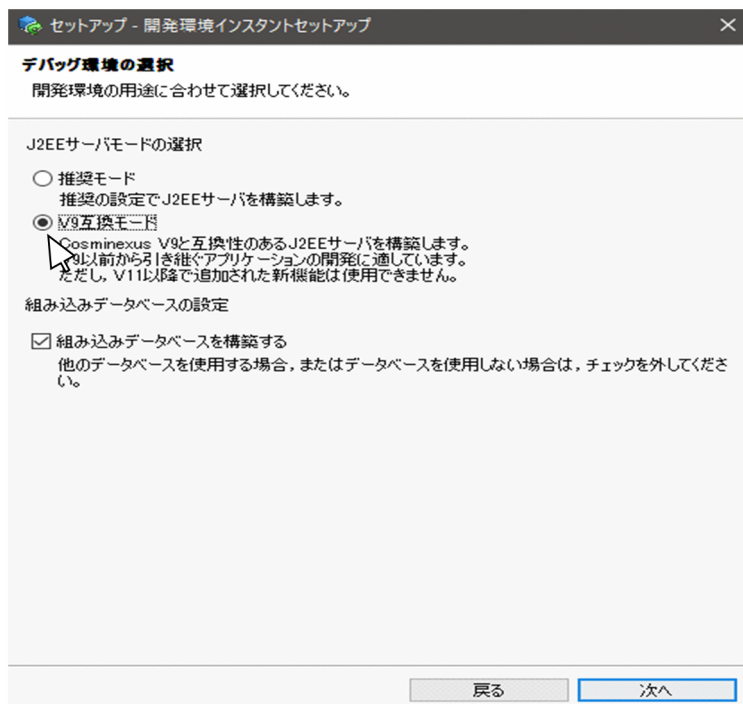 セットアップ - 開発環境インスタントセットアップ
デバッグ環境の選択
開発環境の用途に合わせて選択してください。
J2EEサーバモードの選択
推奨モード
推奨の設定でJ2EEサーバを構築します。
V9互換モード
Cosminexus V9と互換性のあるJ2EEサーバを構築します。
V9以前から引き継ぐアプリケーションの開発に適しています。
ただし，V11以降で追加された新機能は使用できません。
組み込みデータベースの設定
組み込みデータベースを構築する
他のデータベースを使用する場合，またはデータベースを使用しない場合は，チェックを外してくださ
い。
戻る
次へ